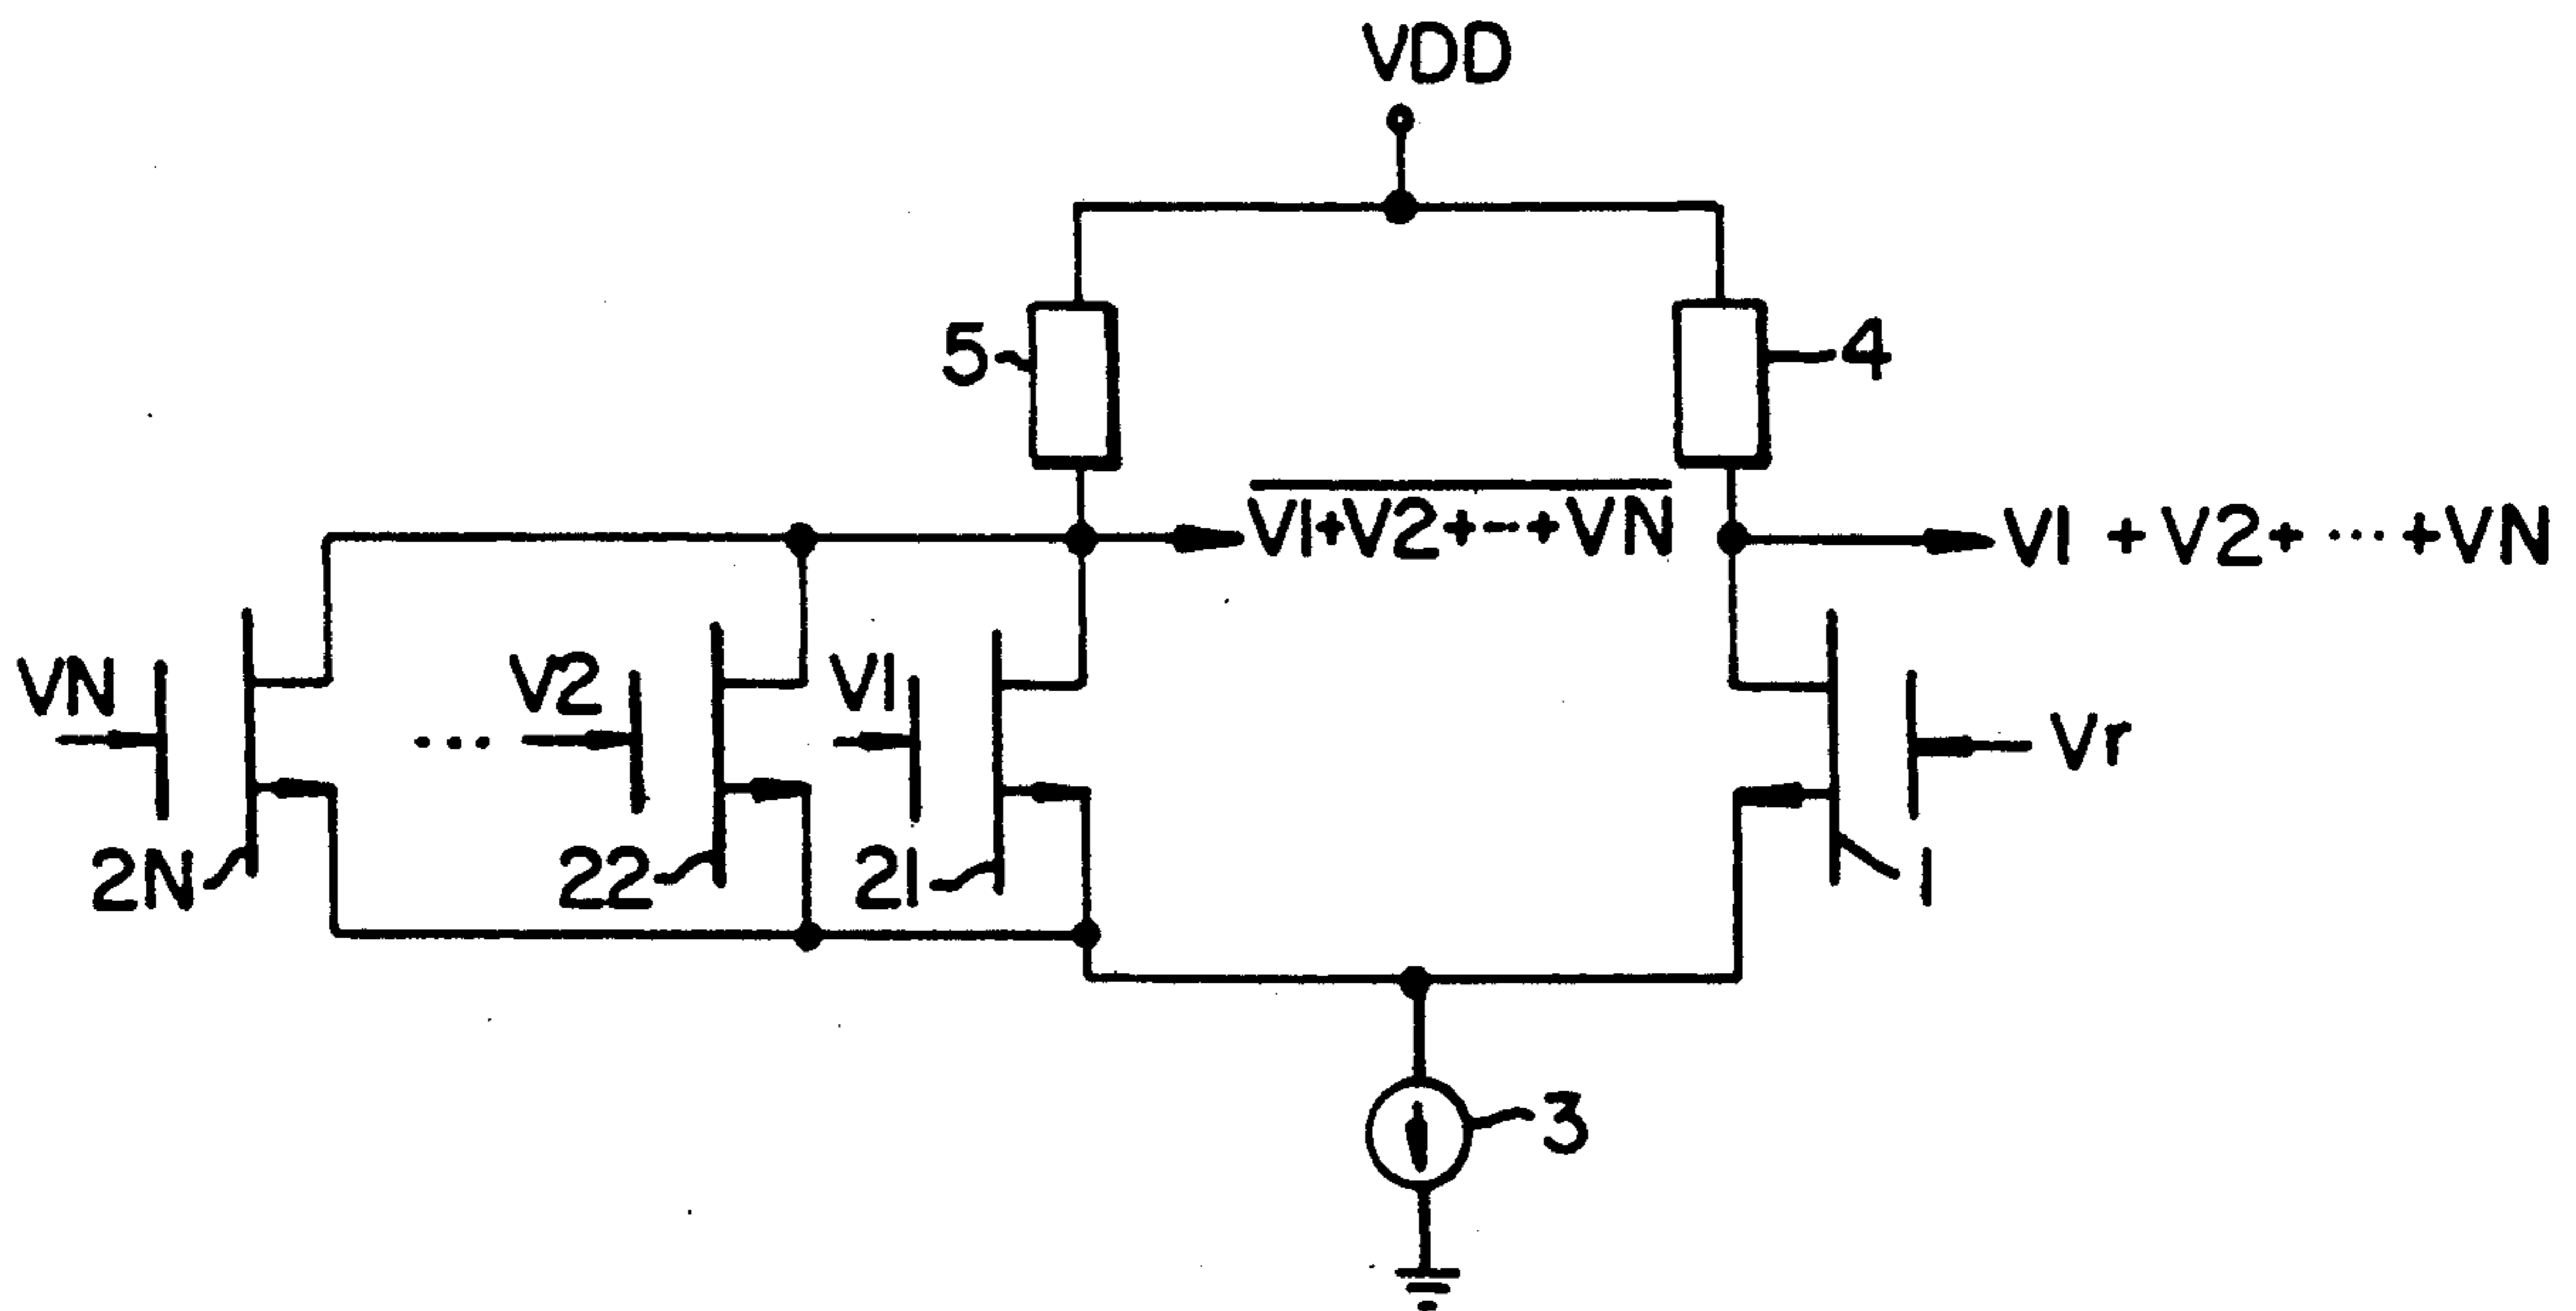 VDD
5
4
V1+V2+--+VN
V1 + V2+ ···+VN
VN
··· V2
V1
Vr
2N
22
21
1
3